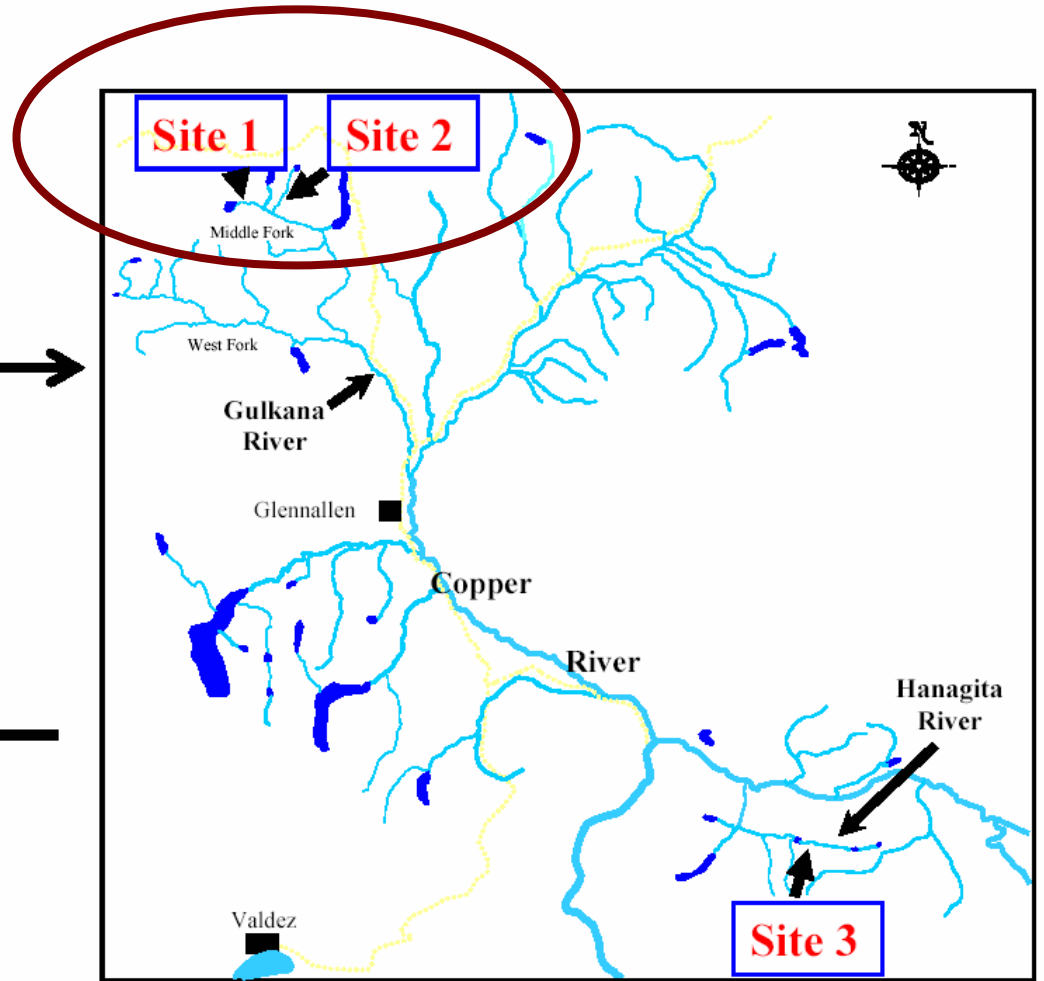 Site 1
Site 2
N
Middle Fork
West Fork
Gulkana
River
Glennallen
Copper
River
Hanagita
River
Site 3
Valdez